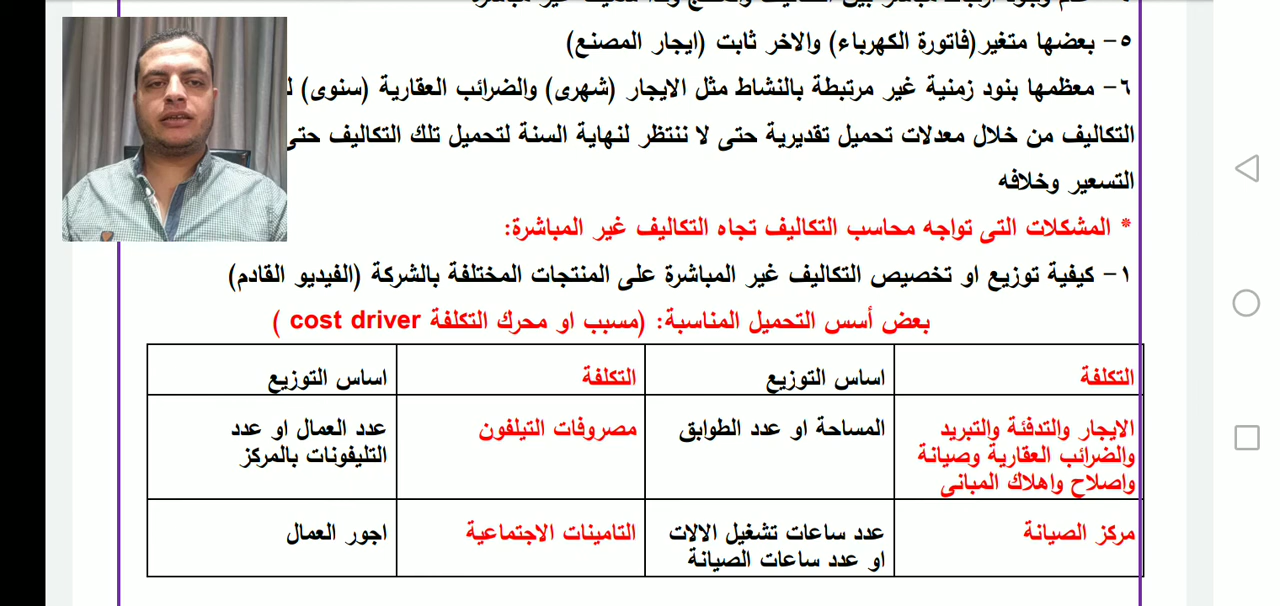 ٥- بعضها متغير(فاتورة الكهرباء) والاخر ثابت (ايجار المصنع)
٦- معظمها بنود زمنية غير مرتبطة بالنشاط مثل الايجار (شهرى) والضرائب العقارية (سنوى)
التكاليف من خلال معدلات تحميل تقديرية حتى لا ننتظر لنهاية السنة لتحميل تلك التكاليف حتى
التسعير وخلافه
* المشكلات التى تواجه محاسب التكاليف تجاه التكاليف غير المباشرة:
١- كيفية توزيع او تخصيص التكاليف غير المباشرة على المنتجات المختلفة بالشركة (الفيديو القادم)
بعض أسس التحميل المناسبة: (مسبب او محرك التكلفة cost driver )
التكلفة
اساس التوزيع
التكلفة
اساس التوزيع
الايجار والتدفئة والتبريد
والضرائب العقارية وصيانة
واصلاح واهلاك المبانى
المساحة او عدد الطوابق
مصروفات التيلفون
عدد العمال او عدد
التليفونات بالمركز
مركز الصيانة
عدد ساعات تشغيل الالات
او عدد ساعات الصيانة
التامينات الاجتماعية
اجور العمال